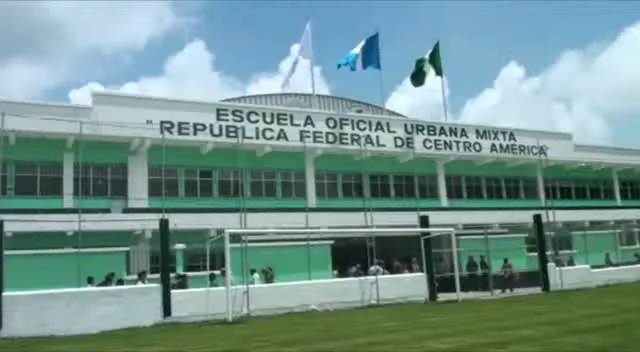 ESCUELA OFICIAL URBANA MIXTA
"REPUBLICA FEDERAL DE CENTRO AMERICA"